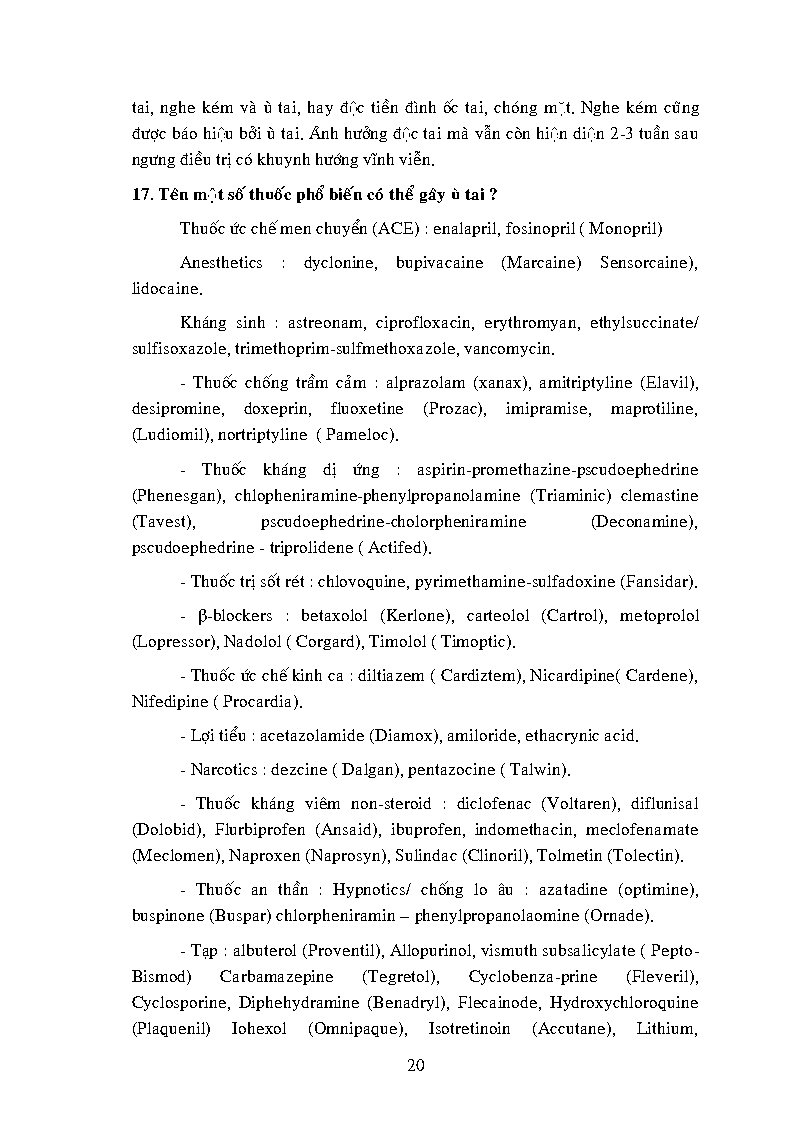 tai, nghe kém và ù tai, hay độc tiền đình ốc tai, chóng mặt. Nghe kém cũng
được báo hiệu bởi ù tai. Ảnh hưởng độc tai mà vẫn còn hiện diện 2-3 tuần sau
ngưng điều trị có khuynh hướng vĩnh viễn.
17. Tên một số thuốc phổ biến có thể gây ù tai ?
Thuốc ức chế men chuyển (ACE) : enalapril, fosinopril ( Monopril)
Anesthetics : dyclonine, bupivacaine (Marcaine) Sensorcaine),
lidocaine.
Kháng sinh : astreonam, ciprofloxacin, erythromyan, ethylsuccinate/
sulfisoxazole, trimethoprim-sulfmethoxazole, vancomycin.
- Thuốc chống trầm cảm : alprazolam (xanax), amitriptyline (Elavil),
desipromine, doxeprin, fluoxetine (Prozac), imipramise, maprotiline,
(Ludiomil), nortriptyline ( Pameloc).
- Thuốc kháng dị ứng : aspirin-promethazine-pscudoephedrine
(Phenesgan), chlopheniramine-phenylpropanolamine (Triaminic) clemastine
(Tavest), pscudoephedrine-cholorpheniramine (Deconamine),
pscudoephedrine - triprolidene ( Actifed).
- Thuốc trị sốt rét : chlovoquine, pyrimethamine-sulfadoxine (Fansidar).
- β-blockers : betaxolol (Kerlone), carteolol (Cartrol), metoprolol
(Lopressor), Nadolol ( Corgard), Timolol ( Timoptic).
- Thuốc ức chế kinh ca : diltiazem ( Cardiztem), Nicardipine( Cardene),
Nifedipine ( Procardia).
- Lợi tiểu : acetazolamide (Diamox), amiloride, ethacrynic acid.
- Narcotics : dezcine ( Dalgan), pentazocine ( Talwin).
- Thuốc kháng viêm non-steroid : diclofenac (Voltaren), diflunisal
(Dolobid), Flurbiprofen (Ansaid), ibuprofen, indomethacin, meclofenamate
(Meclomen), Naproxen (Naprosyn), Sulindac (Clinoril), Tolmetin (Tolectin).
- Thuốc an thần : Hypnotics/ chống lo âu : azatadine (optimine),
buspinone (Buspar) chlorpheniramin – phenylpropanolaomine (Ornade).
- Tạp : albuterol (Proventil), Allopurinol, vismuth subsalicylate ( Pepto-
Bismod) Carbamazepine (Tegretol), Cyclobenza-prine (Fleveril),
Cyclosporine, Diphehydramine (Benadryl), Flecainode, Hydroxychloroquine
(Plaquenil) Iohexol (Omnipaque), Isotretinoin (Accutane), Lithium,
20